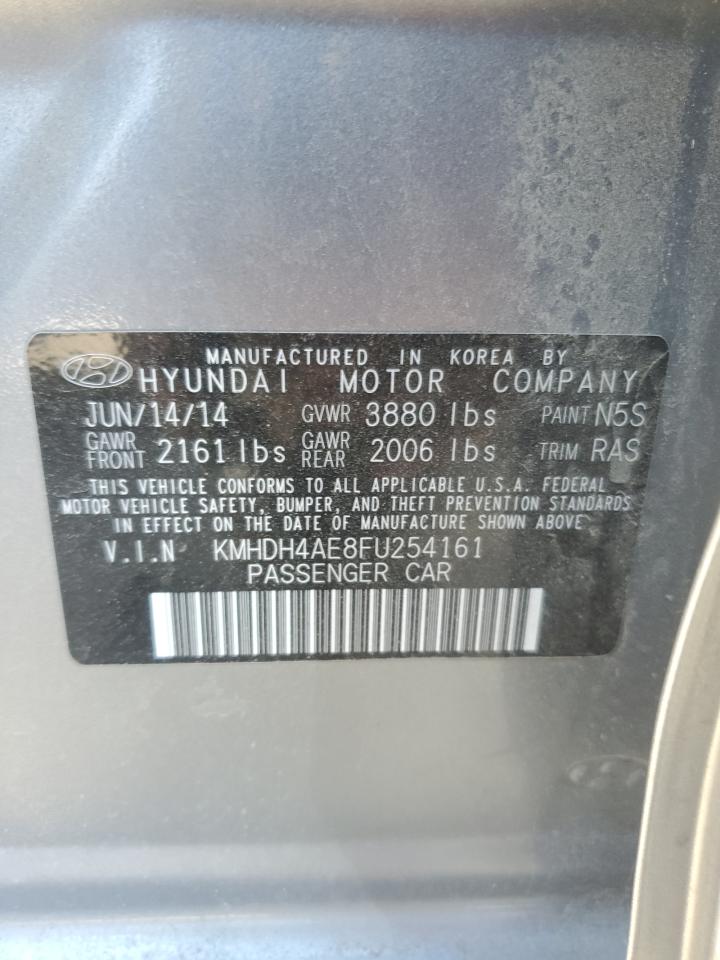 MANUFACTURED IN KOREA BY
HYUNDAI MOTOR COMPANY
JUN/14/14 GVWR 3880 lbs PAINT N5S
GAWR FRONT 2161 lbs GAWR REAR 2006 lbs TRIM RAS
THIS VEHICLE CONFORMS TO ALL APPLICABLE U.S.A. FEDERAL
MOTOR VEHICLE SAFETY, BUMPER, AND THEFT PREVENTION STANDARDS
IN EFFECT ON THE DATE OF MANUFACTURE SHOWN ABOVE
V.I.N KMHDH4AE8FU254161
PASSENGER CAR